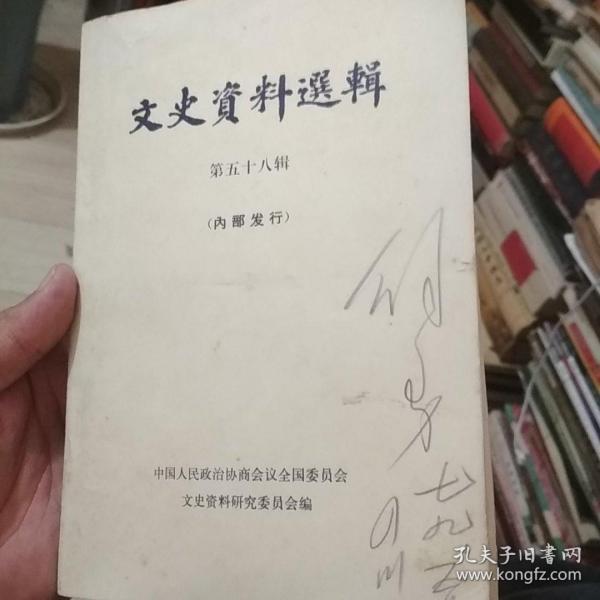 文史資料選輯
第五十八辑
（内部发行）
中国人民政治协商会议全国委员会
文史资料研究委员会编
七九
孔夫子旧书网
www.kongfz.com